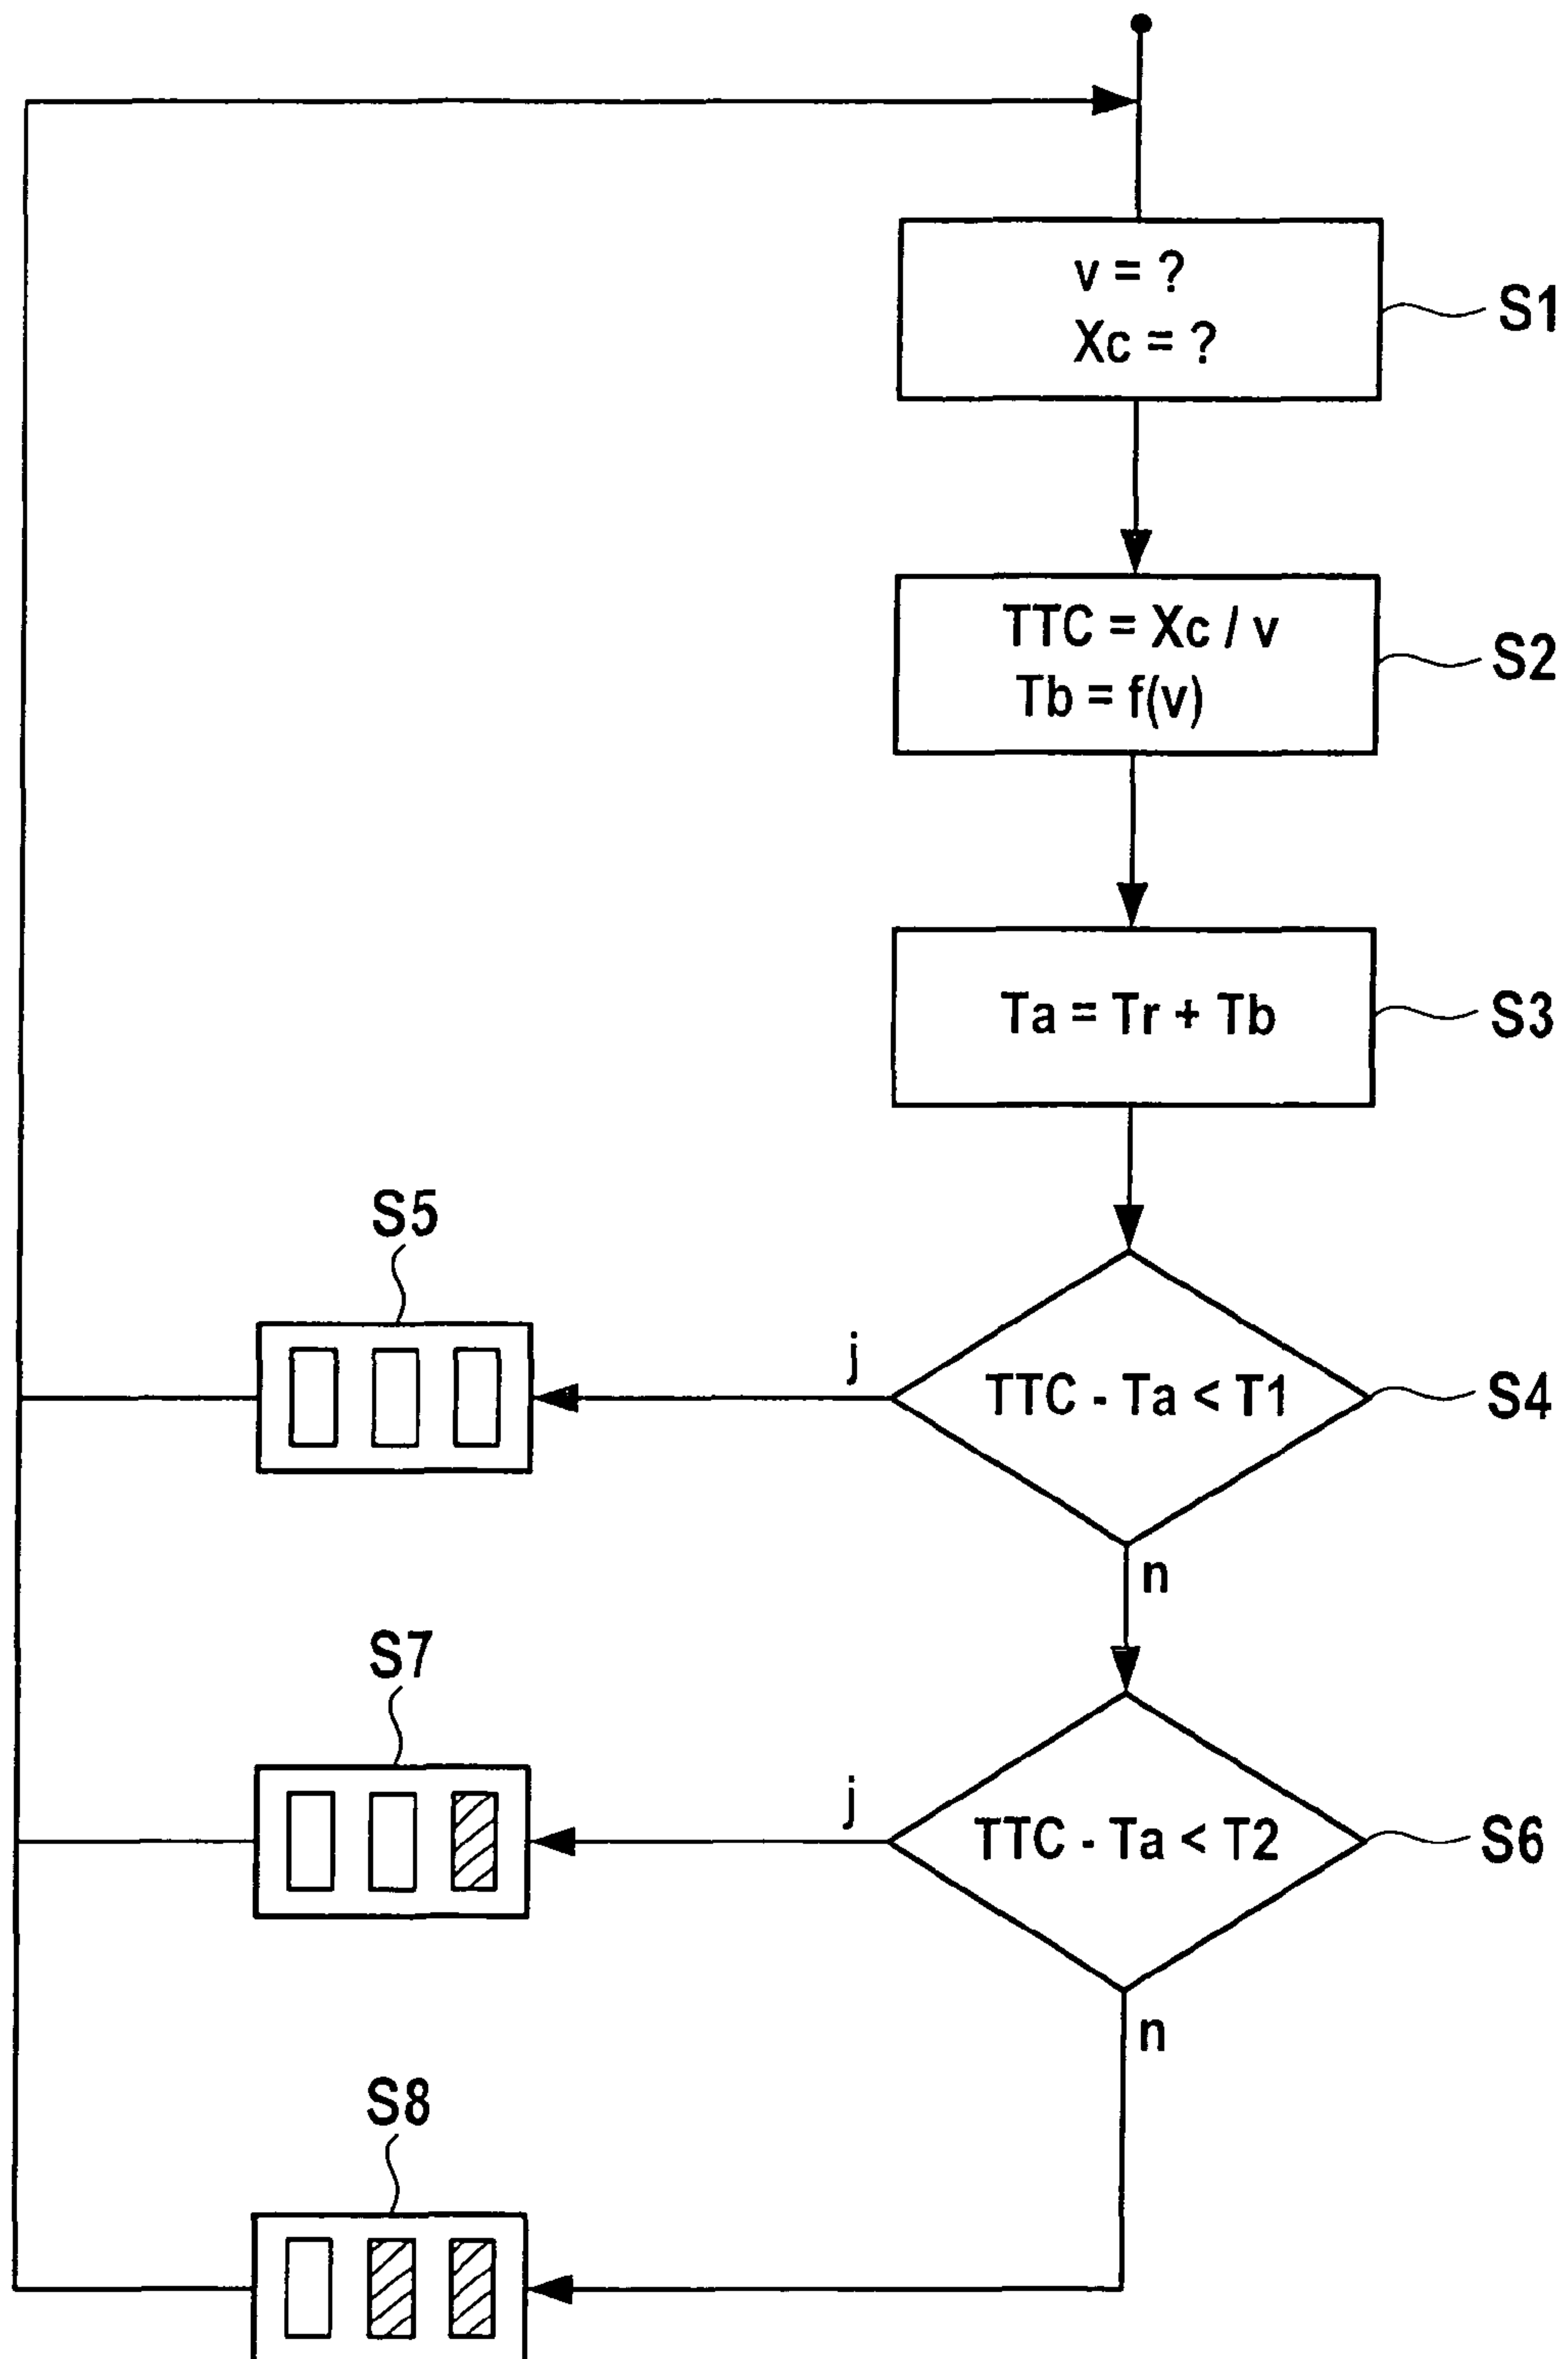 v = ?
Xc = ?
S1
TTC = Xc / v
Tb = f(v)
S2
Ta = Tr + Tb
S3
S5
j
TTC - Ta < T1
S4
n
S7
j
TTC - Ta < T2
S6
n
S8